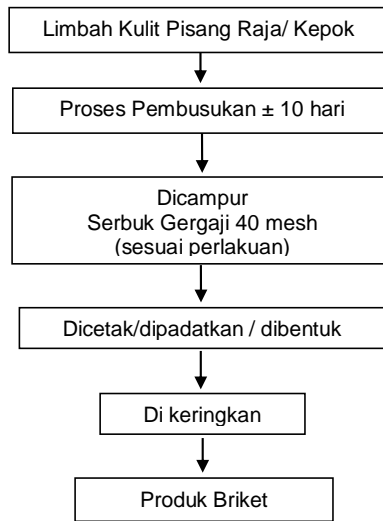 Limbah Kulit Pisang Raja/ Kepok
Proses Pembusukan ± 10 hari
Dicampur
Serbuk Gergaji 40 mesh
(sesuai perlakuan)
Dicetak/dipadatkan / dibentuk
Di keringkan
Produk Briket